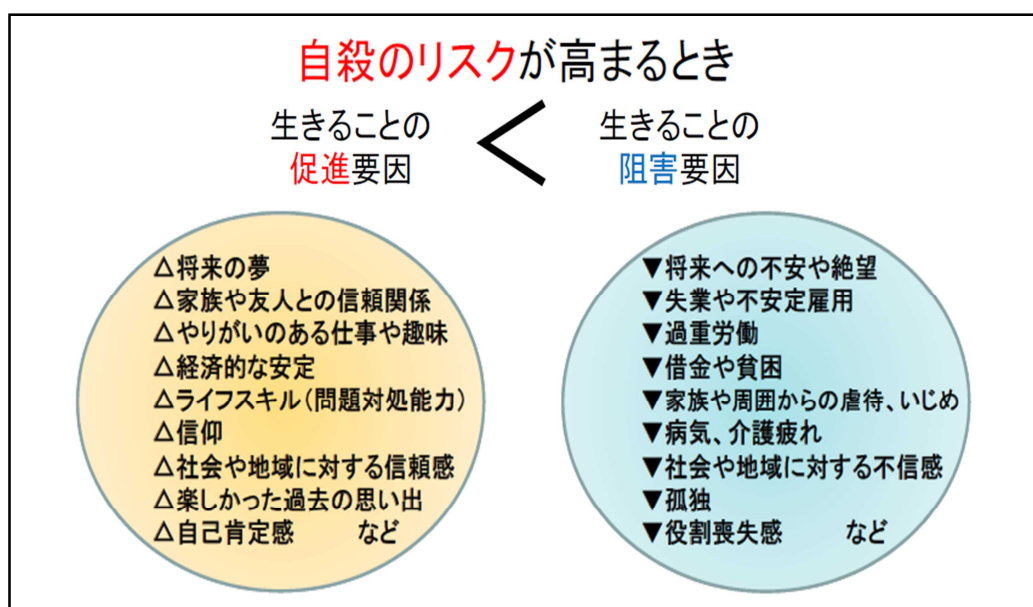 自殺のリスクが高まるとき
生きることの
促進要因
<
生きることの
阻害要因
△将来の夢
△家族や友人との信頼関係
△やりがいのある仕事や趣味
△経済的な安定
△ライフスキル(問題対処能力)
△信仰
△社会や地域に対する信頼感
△楽しかった過去の思い出
△自己肯定感　　など
▼将来への不安や絶望
▼失業や不安定雇用
▼過重労働
▼借金や貧困
▼家族や周囲からの虐待、いじめ
▼病気、介護疲れ
▼社会や地域に対する不信感
▼孤独
▼役割喪失感　　など